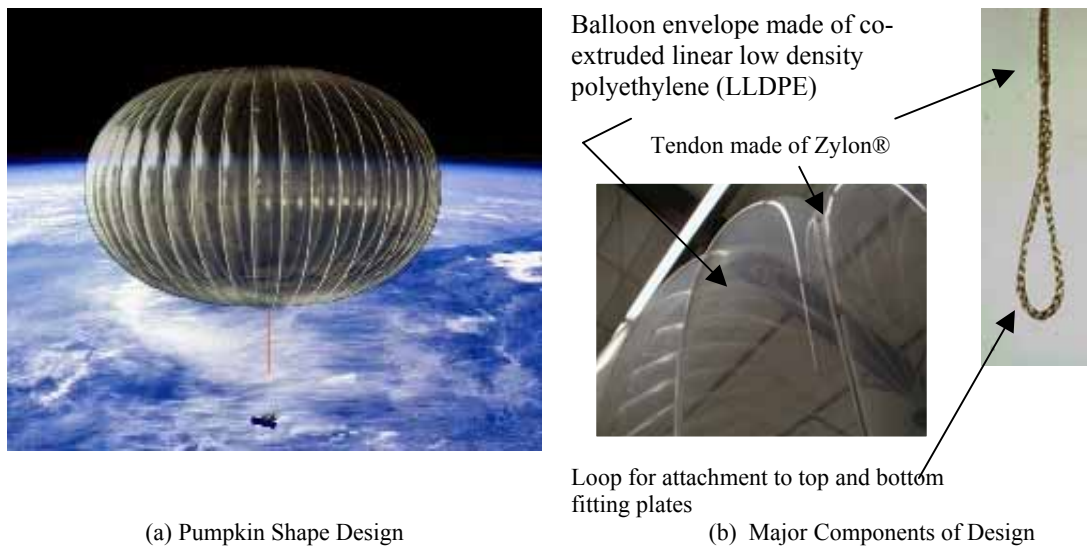 Balloon envelope made of co-
extruded linear low density
polyethylene (LLDPE)
Tendon made of Zylon®
Loop for attachment to top and bottom
fitting plates
(a) Pumpkin Shape Design
(b) Major Components of Design